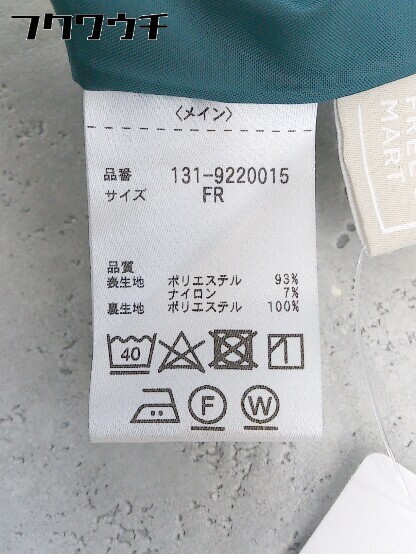 フクワウチ
〈メイン〉
品番 131-9220015
サイズ FR
品質
表生地 ポリエステル 93%
ナイロン 7%
裏生地 ポリエステル 100%
40
F W
MART